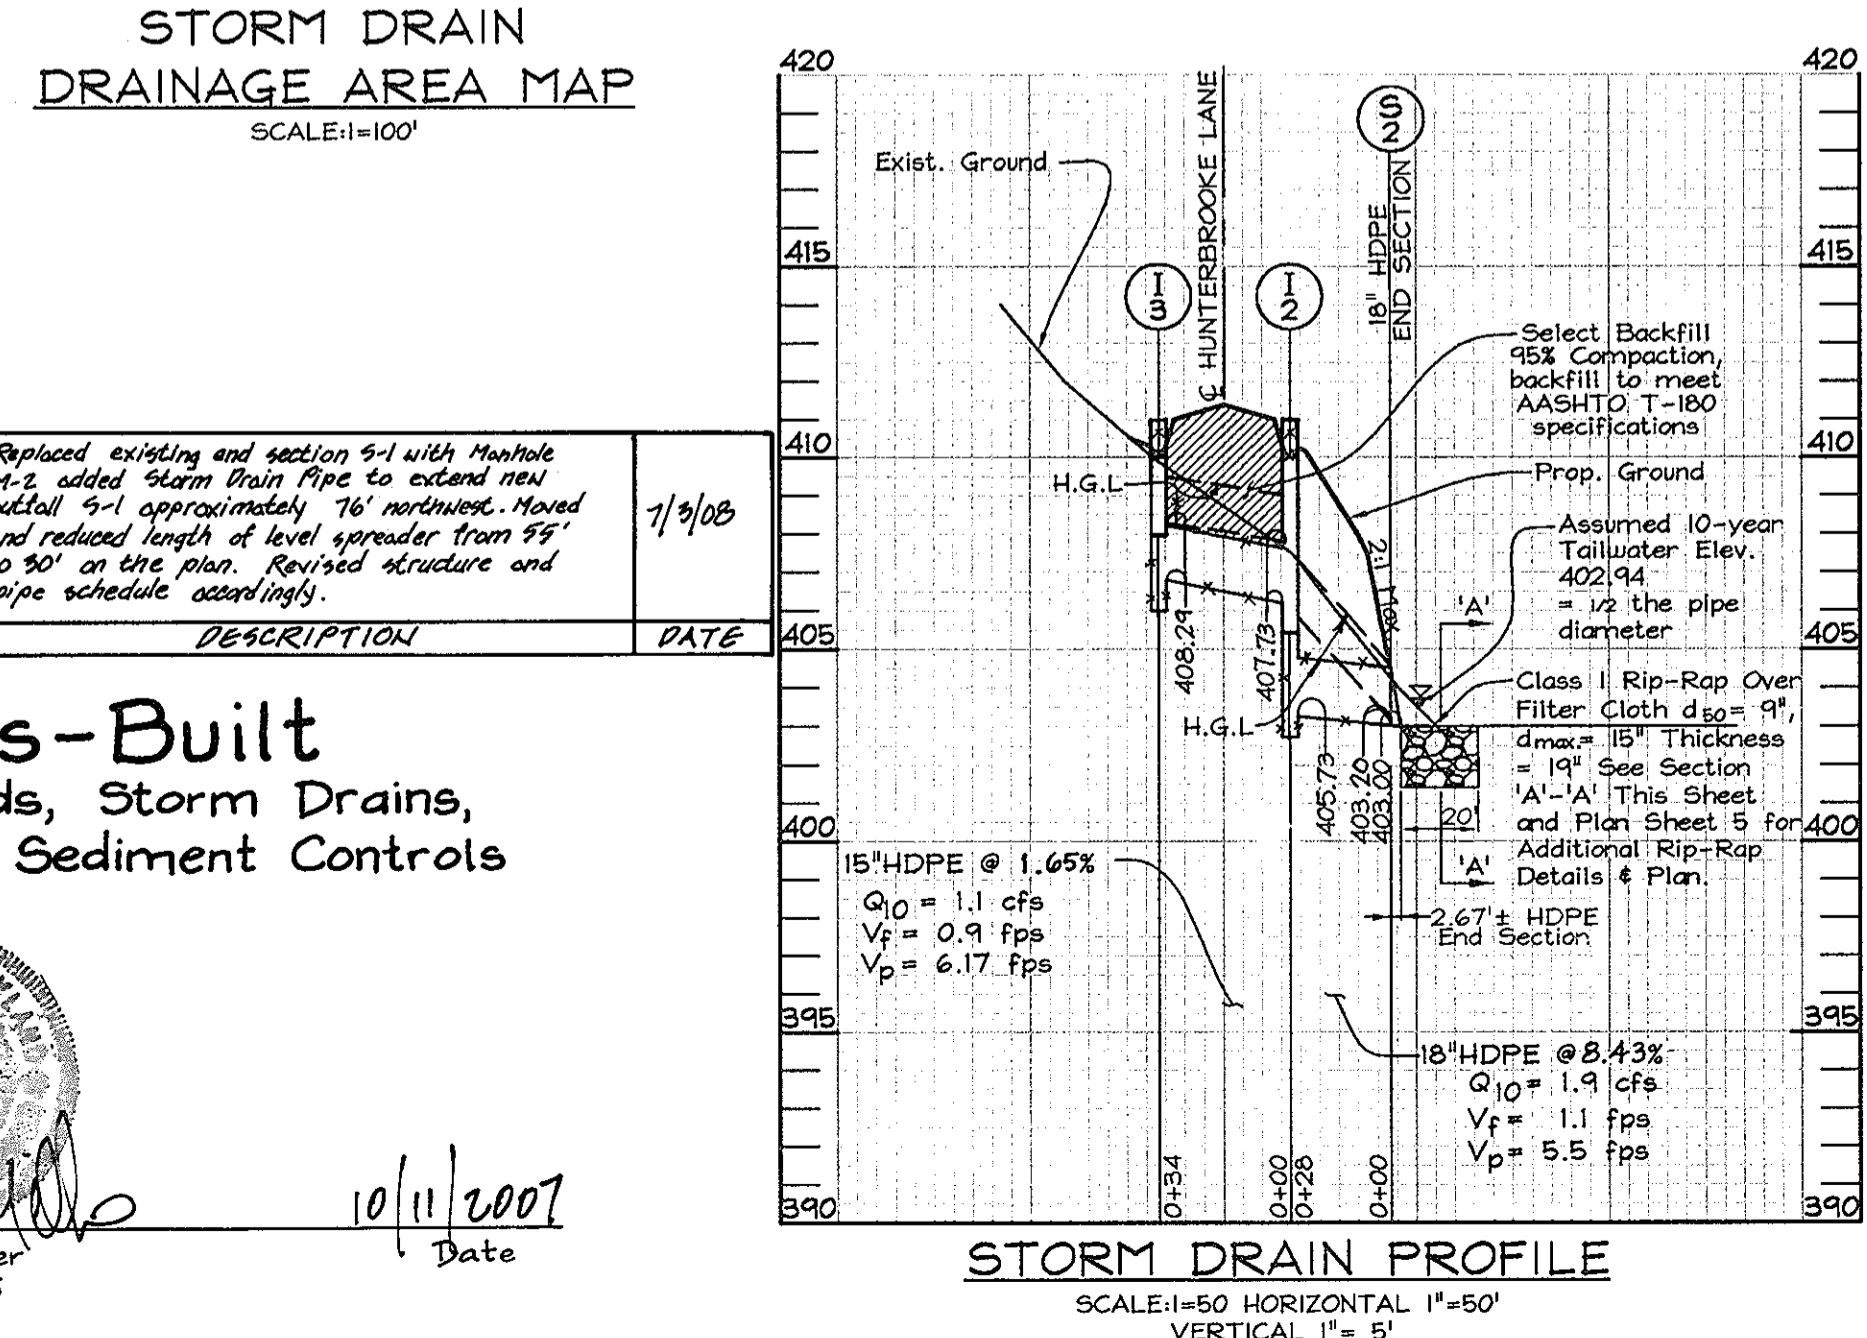 STORM DRAIN
DRAINAGE AREA MAP
SCALE:1=100'
Replaced existing end section S-1 with Manhole
M-2 added Storm Drain Pipe to extend new
outfall S-1 approximately 76' northwest. Moved
and reduced length of level spreader from 55'
to 30' on the plan. Revised structure and
pipe schedule accordingly.
7/3/08
DESCRIPTION
DATE
s-Built
ds, Storm Drains,
Sediment Controls
10/11/2007
er
Date
420
415
410
405
400
395
390
420
415
410
405
400
395
390
Exist. Ground
I
3
℄ HUNTERBROOKE LANE
I
2
S
2
18" HDPE
END SECTION
Select Backfill
95% Compaction,
backfill to meet
AASHTO T-180
specifications
Prop. Ground
H.G.L
2:1 Max
Assumed 10-year
Tailwater Elev.
402.94
= 1/2 the pipe
diameter
'A'
408.29
407.73
H.G.L
405.73
403.20
403.00
Class 1 Rip-Rap Over
Filter Cloth d50= 9",
dmax.= 15" Thickness
= 19" See Section
'A'-'A' This Sheet
and Plan Sheet 5 for
Additional Rip-Rap
Details & Plan.
20'
'A'
2.67'± HDPE
End Section
15"HDPE @ 1.65%
Q10 = 1.1 cfs
Vf = 0.9 fps
Vp = 6.17 fps
18"HDPE @8.43%
Q10 = 1.9 cfs
Vf = 1.1 fps
Vp = 5.5 fps
0+34
0+00
0+28
0+00
STORM DRAIN PROFILE
SCALE:1=50 HORIZONTAL 1"=50'
VERTICAL 1"= 5'